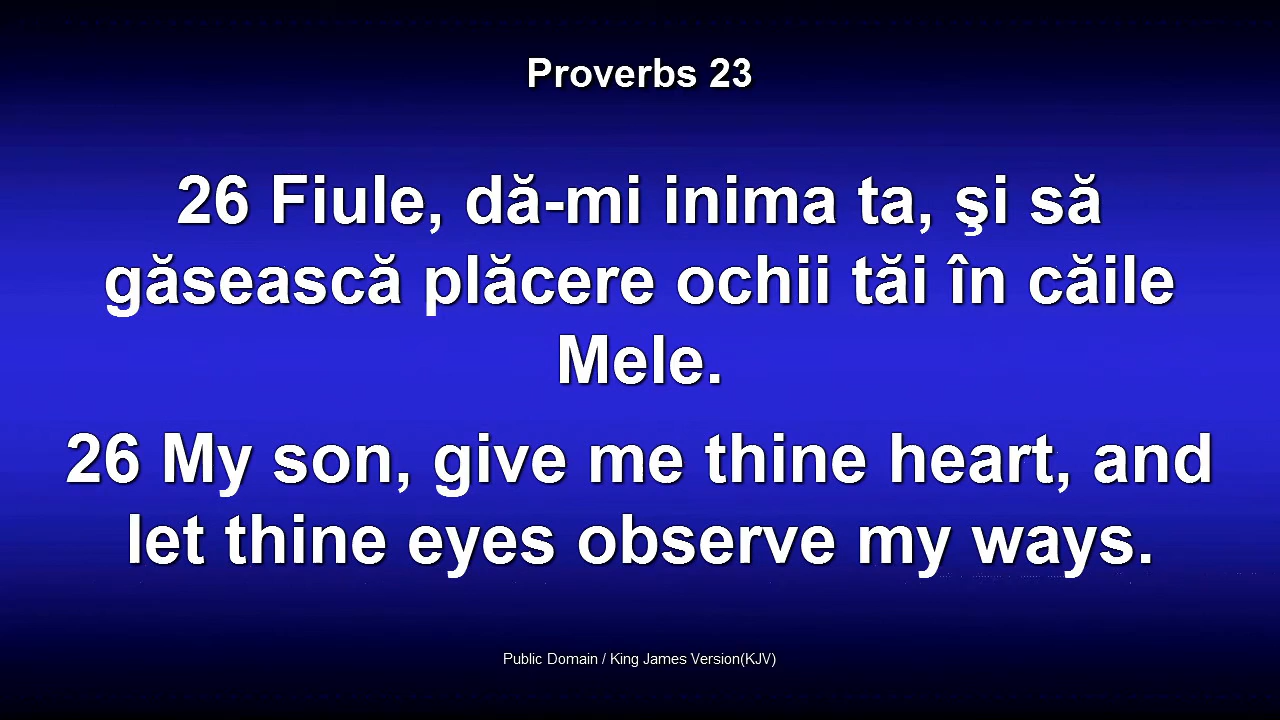 Proverbs 23
26 Fiule, dă-mi inima ta, şi să
găsească plăcere ochii tăi în căile
Mele.
26 My son, give me thine heart, and
let thine eyes observe my ways.
Public Domain / King James Version(KJV)